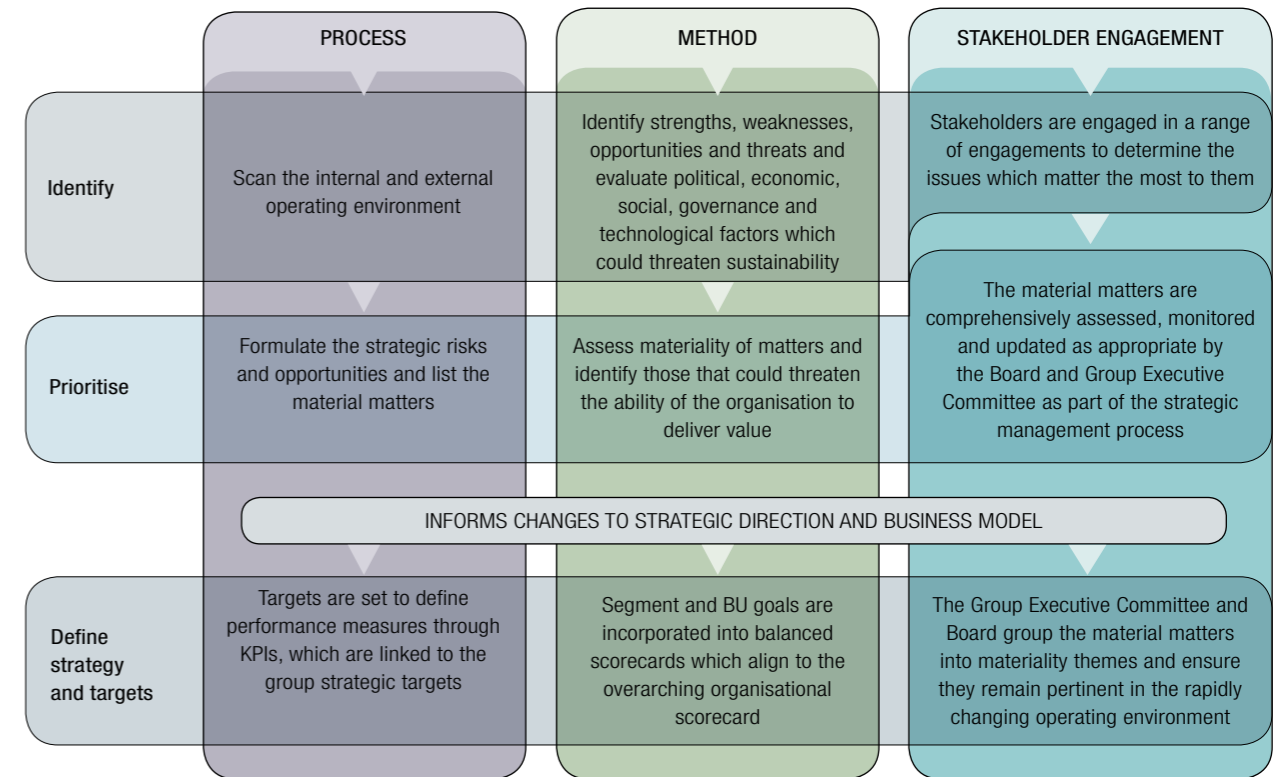 PROCESS
METHOD
STAKEHOLDER ENGAGEMENT
Identify
Scan the internal and external
operating environment
Identify strengths, weaknesses,
opportunities and threats and
evaluate political, economic,
social, governance and
technological factors which
could threaten sustainability
Stakeholders are engaged in a range
of engagements to determine the
issues which matter the most to them
Prioritise
Formulate the strategic risks
and opportunities and list the
material matters
Assess materiality of matters and
identify those that could threaten
the ability of the organisation to
deliver value
The material matters are
comprehensively assessed, monitored
and updated as appropriate by
the Board and Group Executive
Committee as part of the strategic
management process
INFORMS CHANGES TO STRATEGIC DIRECTION AND BUSINESS MODEL
Define
strategy
and targets
Targets are set to define
performance measures through
KPIs, which are linked to the
group strategic targets
Segment and BU goals are
incorporated into balanced
scorecards which align to the
overarching organisational
scorecard
The Group Executive Committee and
Board group the material matters
into materiality themes and ensure
they remain pertinent in the rapidly
changing operating environment